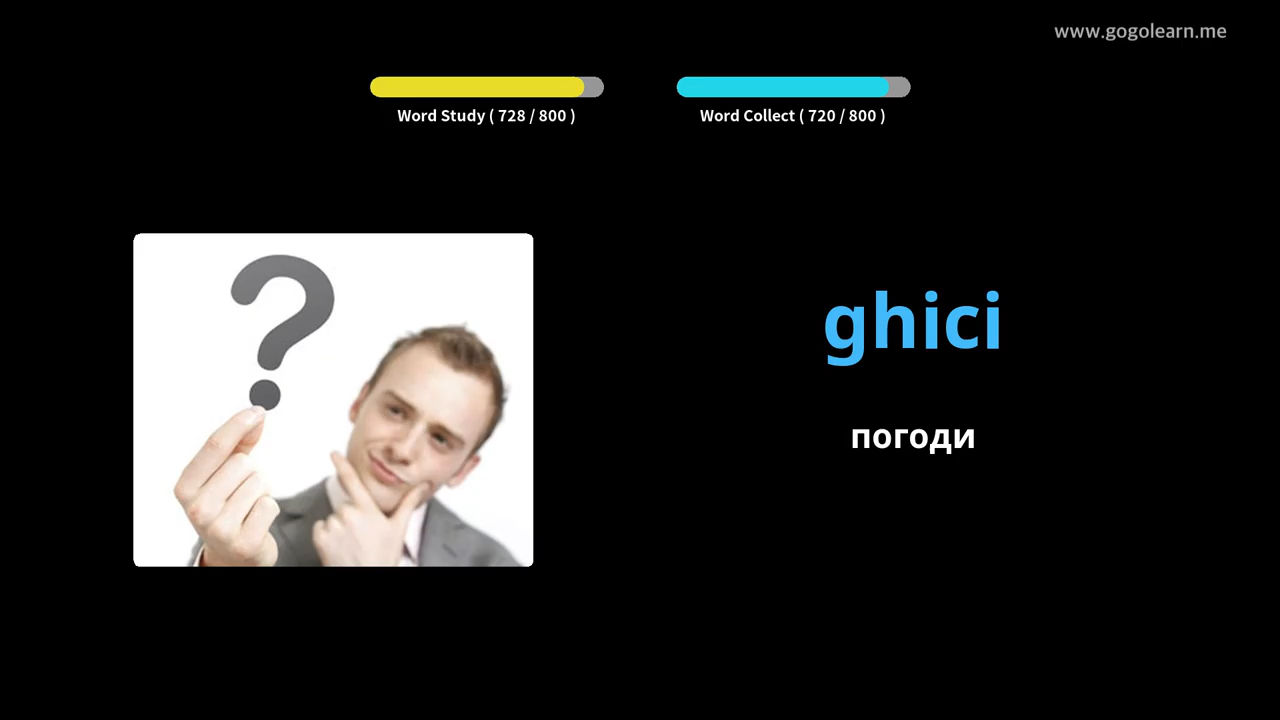 www.gogolearn.me
Word Study ( 728 / 800 )
Word Collect ( 720 / 800 )
ghici
погоди